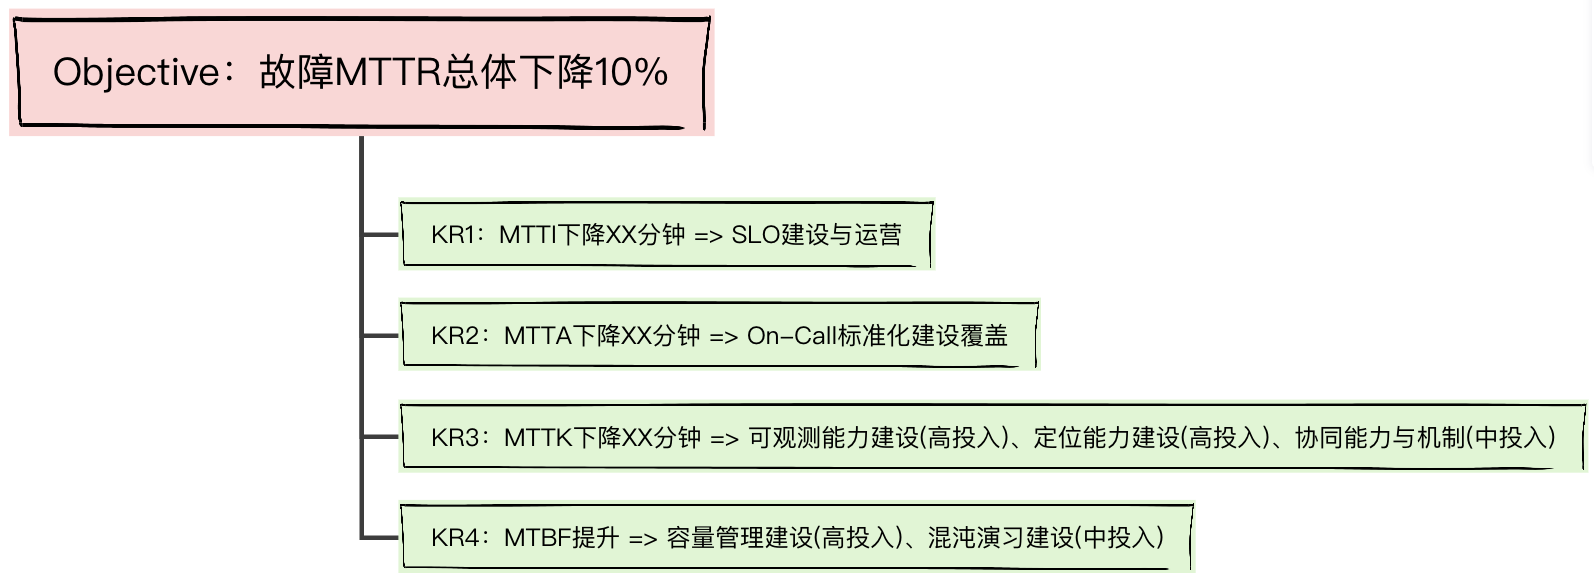 Objective：故障MTTR总体下降10%
KR1：MTTI下降XX分钟 => SLO建设与运营
KR2：MTTA下降XX分钟 => On-Call标准化建设覆盖
KR3：MTTK下降XX分钟 => 可观测能力建设(高投入)、定位能力建设(高投入)、协同能力与机制(中投入)
KR4：MTBF提升 => 容量管理建设(高投入)、混沌演习建设(中投入)